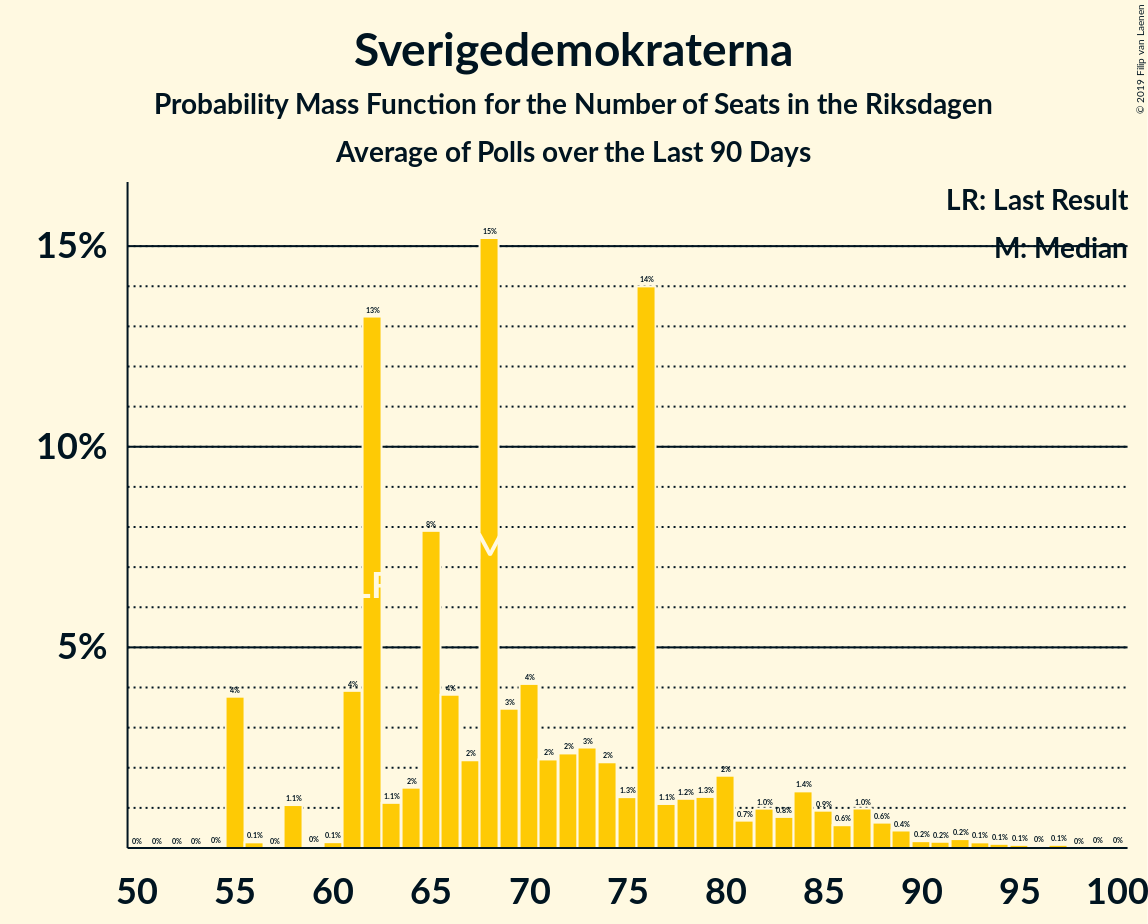 Sverigedemokraterna
Probability Mass Function for the Number of Seats in the Riksdagen
Average of Polls over the Last 90 Days
© 2019 Filip van Laenen
LR: Last Result
M: Median
15%
10%
5%
0% 0% 0% 0% 0% 4% 0.1% 0% 1.1% 0% 0.1% 4% 13% 1.1% 2% 8% 4% 2% 15% 3% 4% 2% 2% 3% 2% 1.3% 14% 1.1% 1.2% 1.3% 2% 0.7% 1.0% 0.8% 1.4% 0.9% 0.6% 1.0% 0.6% 0.4% 0.2% 0.2% 0.2% 0.1% 0.1% 0.1% 0% 0.1% 0% 0% 0%
M
LR
50 55 60 65 70 75 80 85 90 95 100